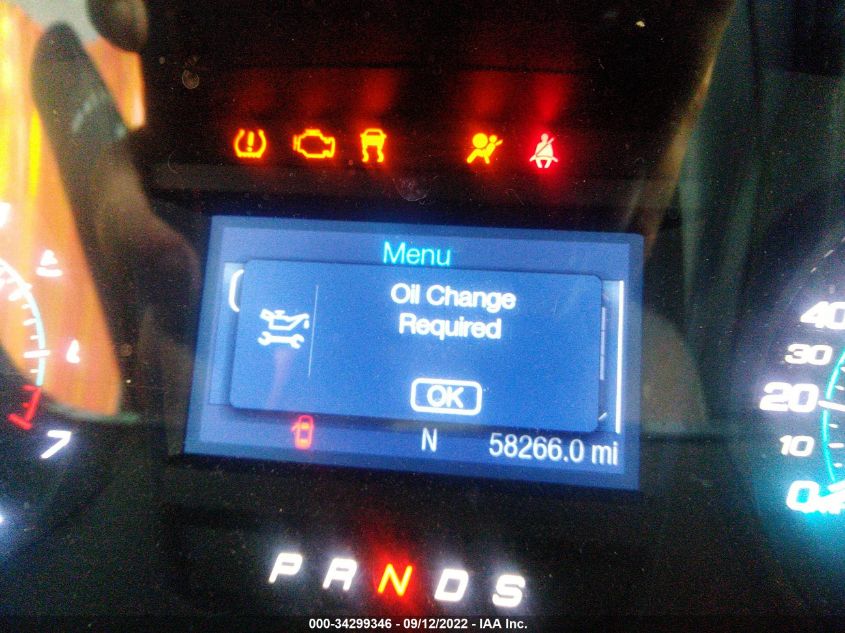 Menu
Oil Change
Required
OK
N
58266.0 mi
7
40
30
20
10
0
P R N D S
000-34299346 - 09/12/2022 - IAA Inc.